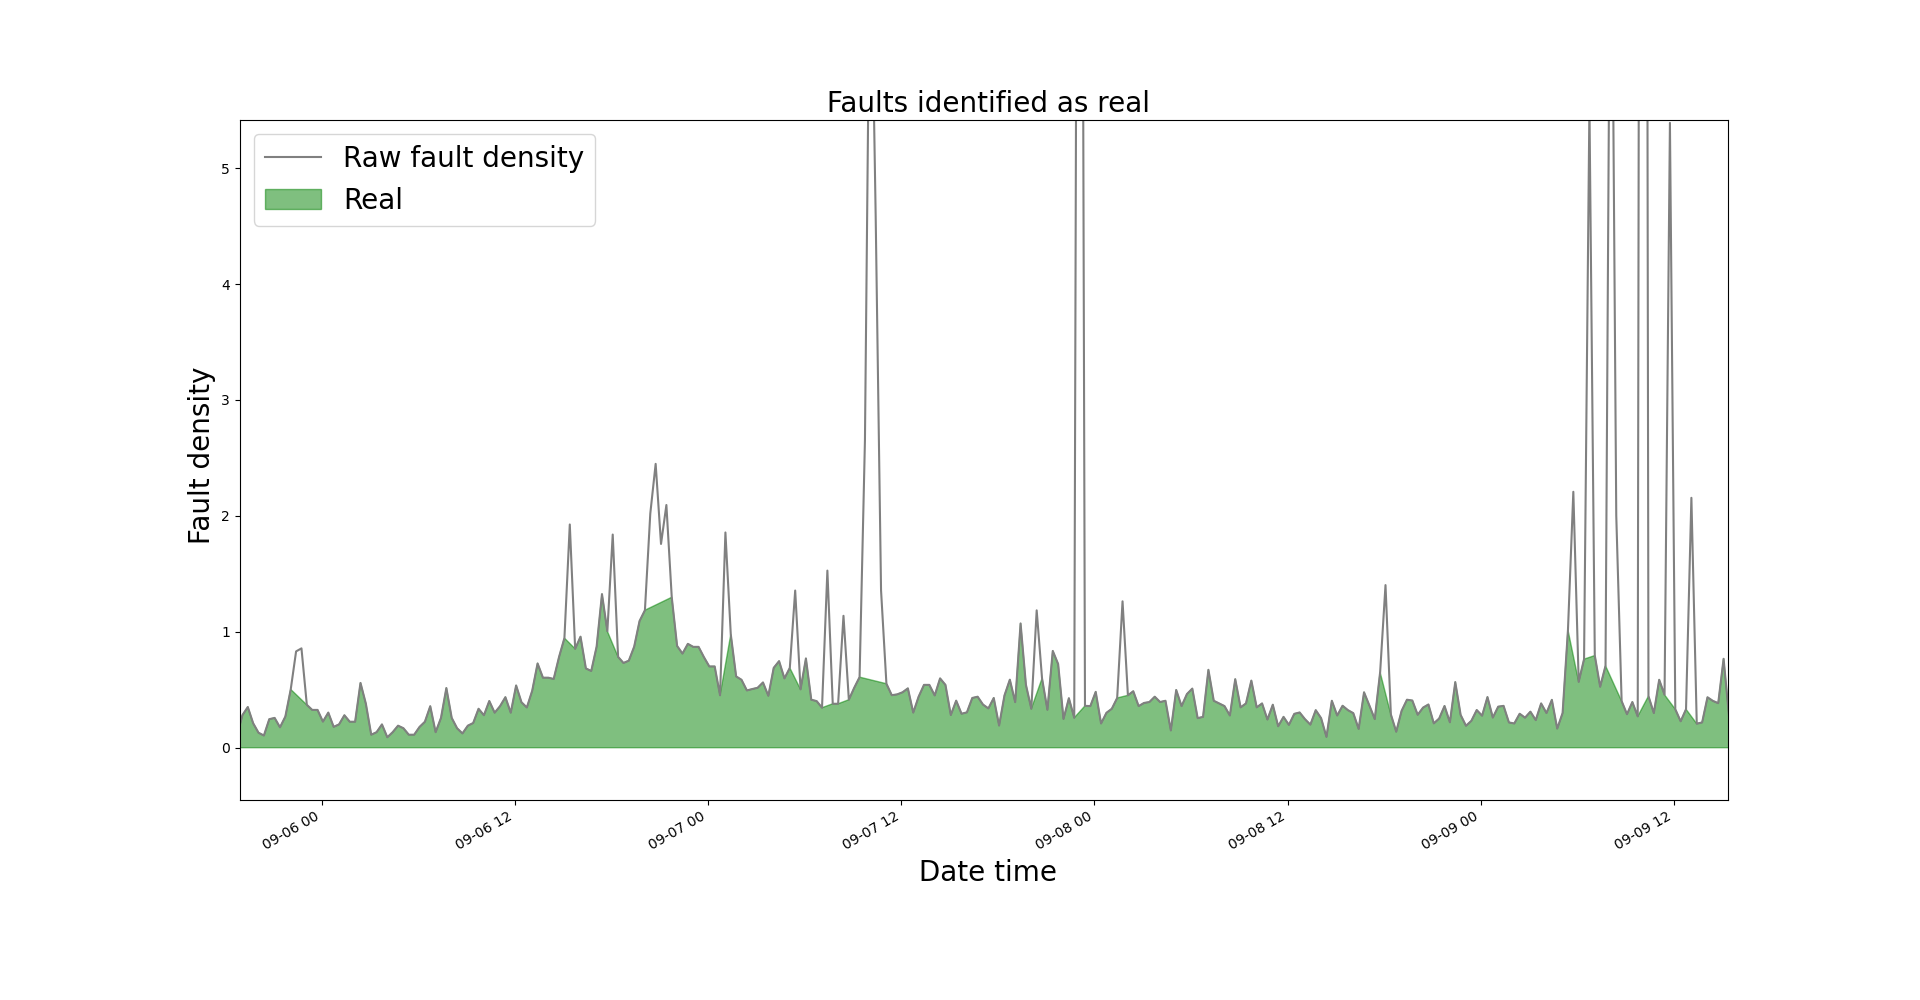 Faults identified as real
Raw fault density
Real
5
4
3
2
1
0
Fault density
09-06 00
09-06 12
09-07 00
09-07 12
09-08 00
09-08 12
09-09 00
09-09 12
Date time